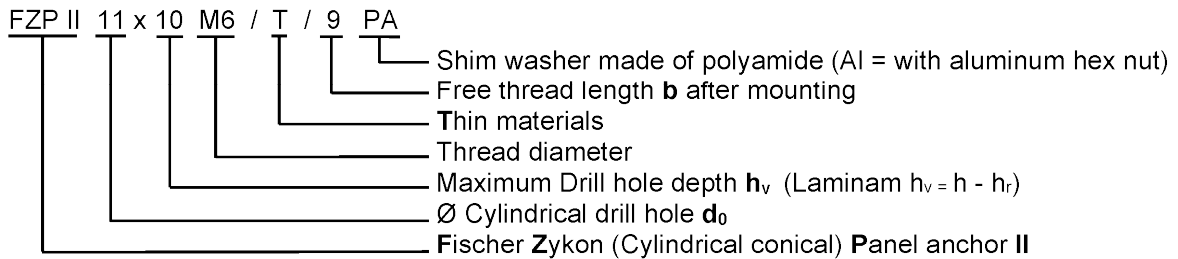 FZP II 11 x 10 M6 / T / 9 PA
Shim washer made of polyamide (Al = with aluminum hex nut)
Free thread length b after mounting
Thin materials
Thread diameter
Maximum Drill hole depth hv (Laminam hv = h - hr)
Ø Cylindrical drill hole d0
Fischer Zykon (Cylindrical conical) Panel anchor II